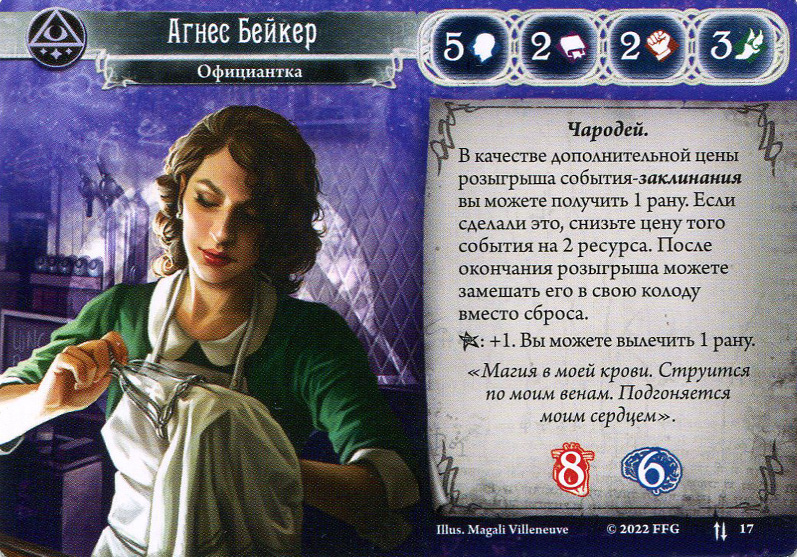 Агнес Бейкер
Официантка
5 2 2 3
Чародей.
В качестве дополнительной цены
розыгрыша события-заклинания
вы можете получить 1 рану. Если
сделали это, снизьте цену того
события на 2 ресурса. После
окончания розыгрыша можете
замешать его в свою колоду
вместо сброса.
: +1. Вы можете вылечить 1 рану.
«Магия в моей крови. Струится
по моим венам. Подгоняется
моим сердцем».
8 6
Illus. Magali Villeneuve © 2022 FFG 17